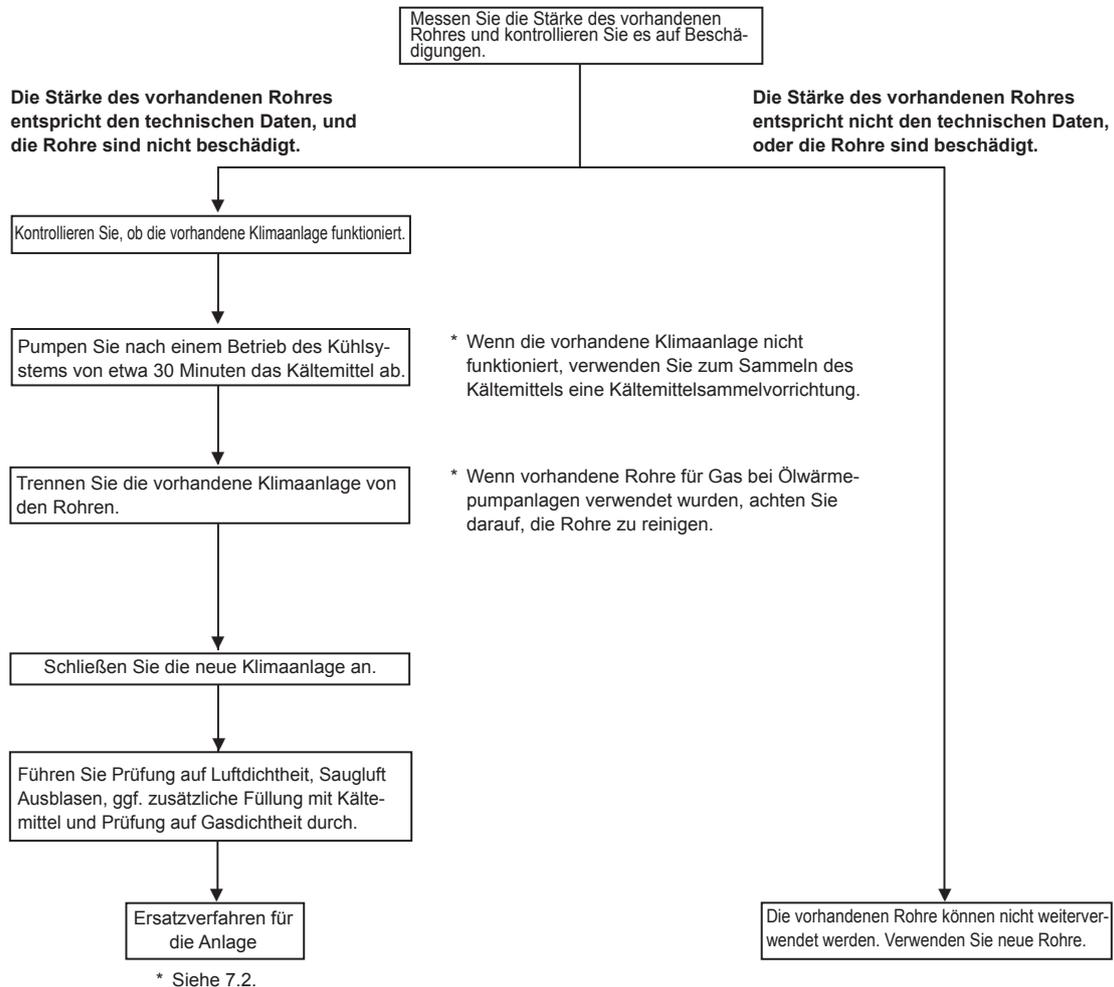 Messen Sie die Stärke des vorhandenen
Rohres und kontrollieren Sie es auf Beschä-
digungen.
Die Stärke des vorhandenen Rohres
entspricht den technischen Daten, und
die Rohre sind nicht beschädigt.
Die Stärke des vorhandenen Rohres
entspricht nicht den technischen Daten,
oder die Rohre sind beschädigt.
Kontrollieren Sie, ob die vorhandene Klimaanlage funktioniert.
Pumpen Sie nach einem Betrieb des Kühlsy-
stems von etwa 30 Minuten das Kältemittel ab.
* Wenn die vorhandene Klimaanlage nicht
funktioniert, verwenden Sie zum Sammeln des
Kältemittels eine Kältemittelsammelvorrichtung.
Trennen Sie die vorhandene Klimaanlage von
den Rohren.
* Wenn vorhandene Rohre für Gas bei Ölwärme-
pumpanlagen verwendet wurden, achten Sie
darauf, die Rohre zu reinigen.
Schließen Sie die neue Klimaanlage an.
Führen Sie Prüfung auf Luftdichtheit, Saugluft
Ausblasen, ggf. zusätzliche Füllung mit Kälte-
mittel und Prüfung auf Gasdichtheit durch.
Ersatzverfahren für
die Anlage
* Siehe 7.2.
Die vorhandenen Rohre können nicht weiterver-
wendet werden. Verwenden Sie neue Rohre.